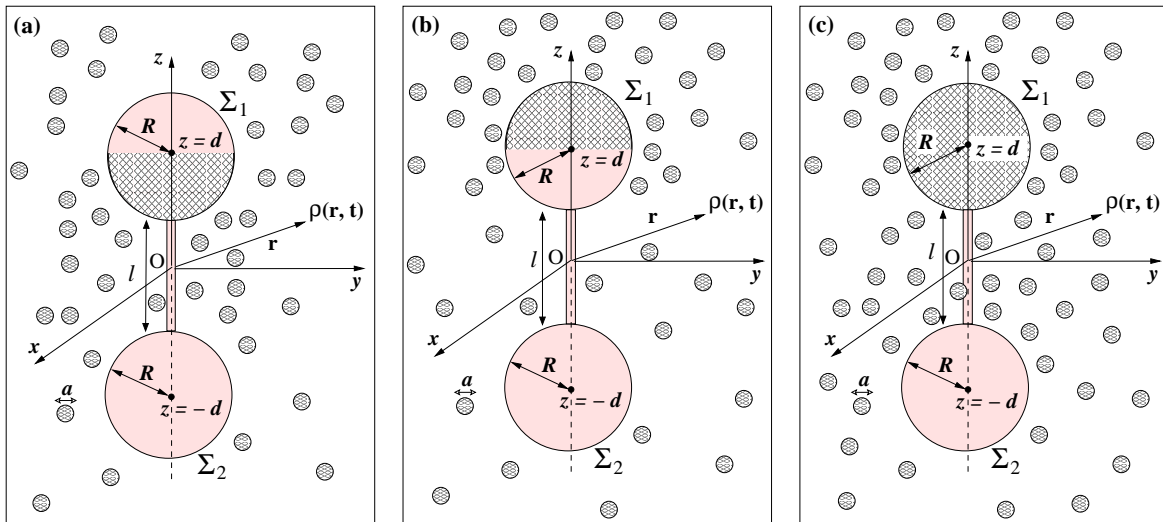 (a)
z
Σ1
R
z = d
ρ(r, t)
r
l
O
y
x
R
a
z = – d
Σ2
(b)
z
Σ1
z = d
R
ρ(r, t)
r
l
O
y
x
R
a
z = – d
Σ2
(c)
z
Σ1
R
z = d
ρ(r, t)
r
l
O
y
x
R
a
z = – d
Σ2